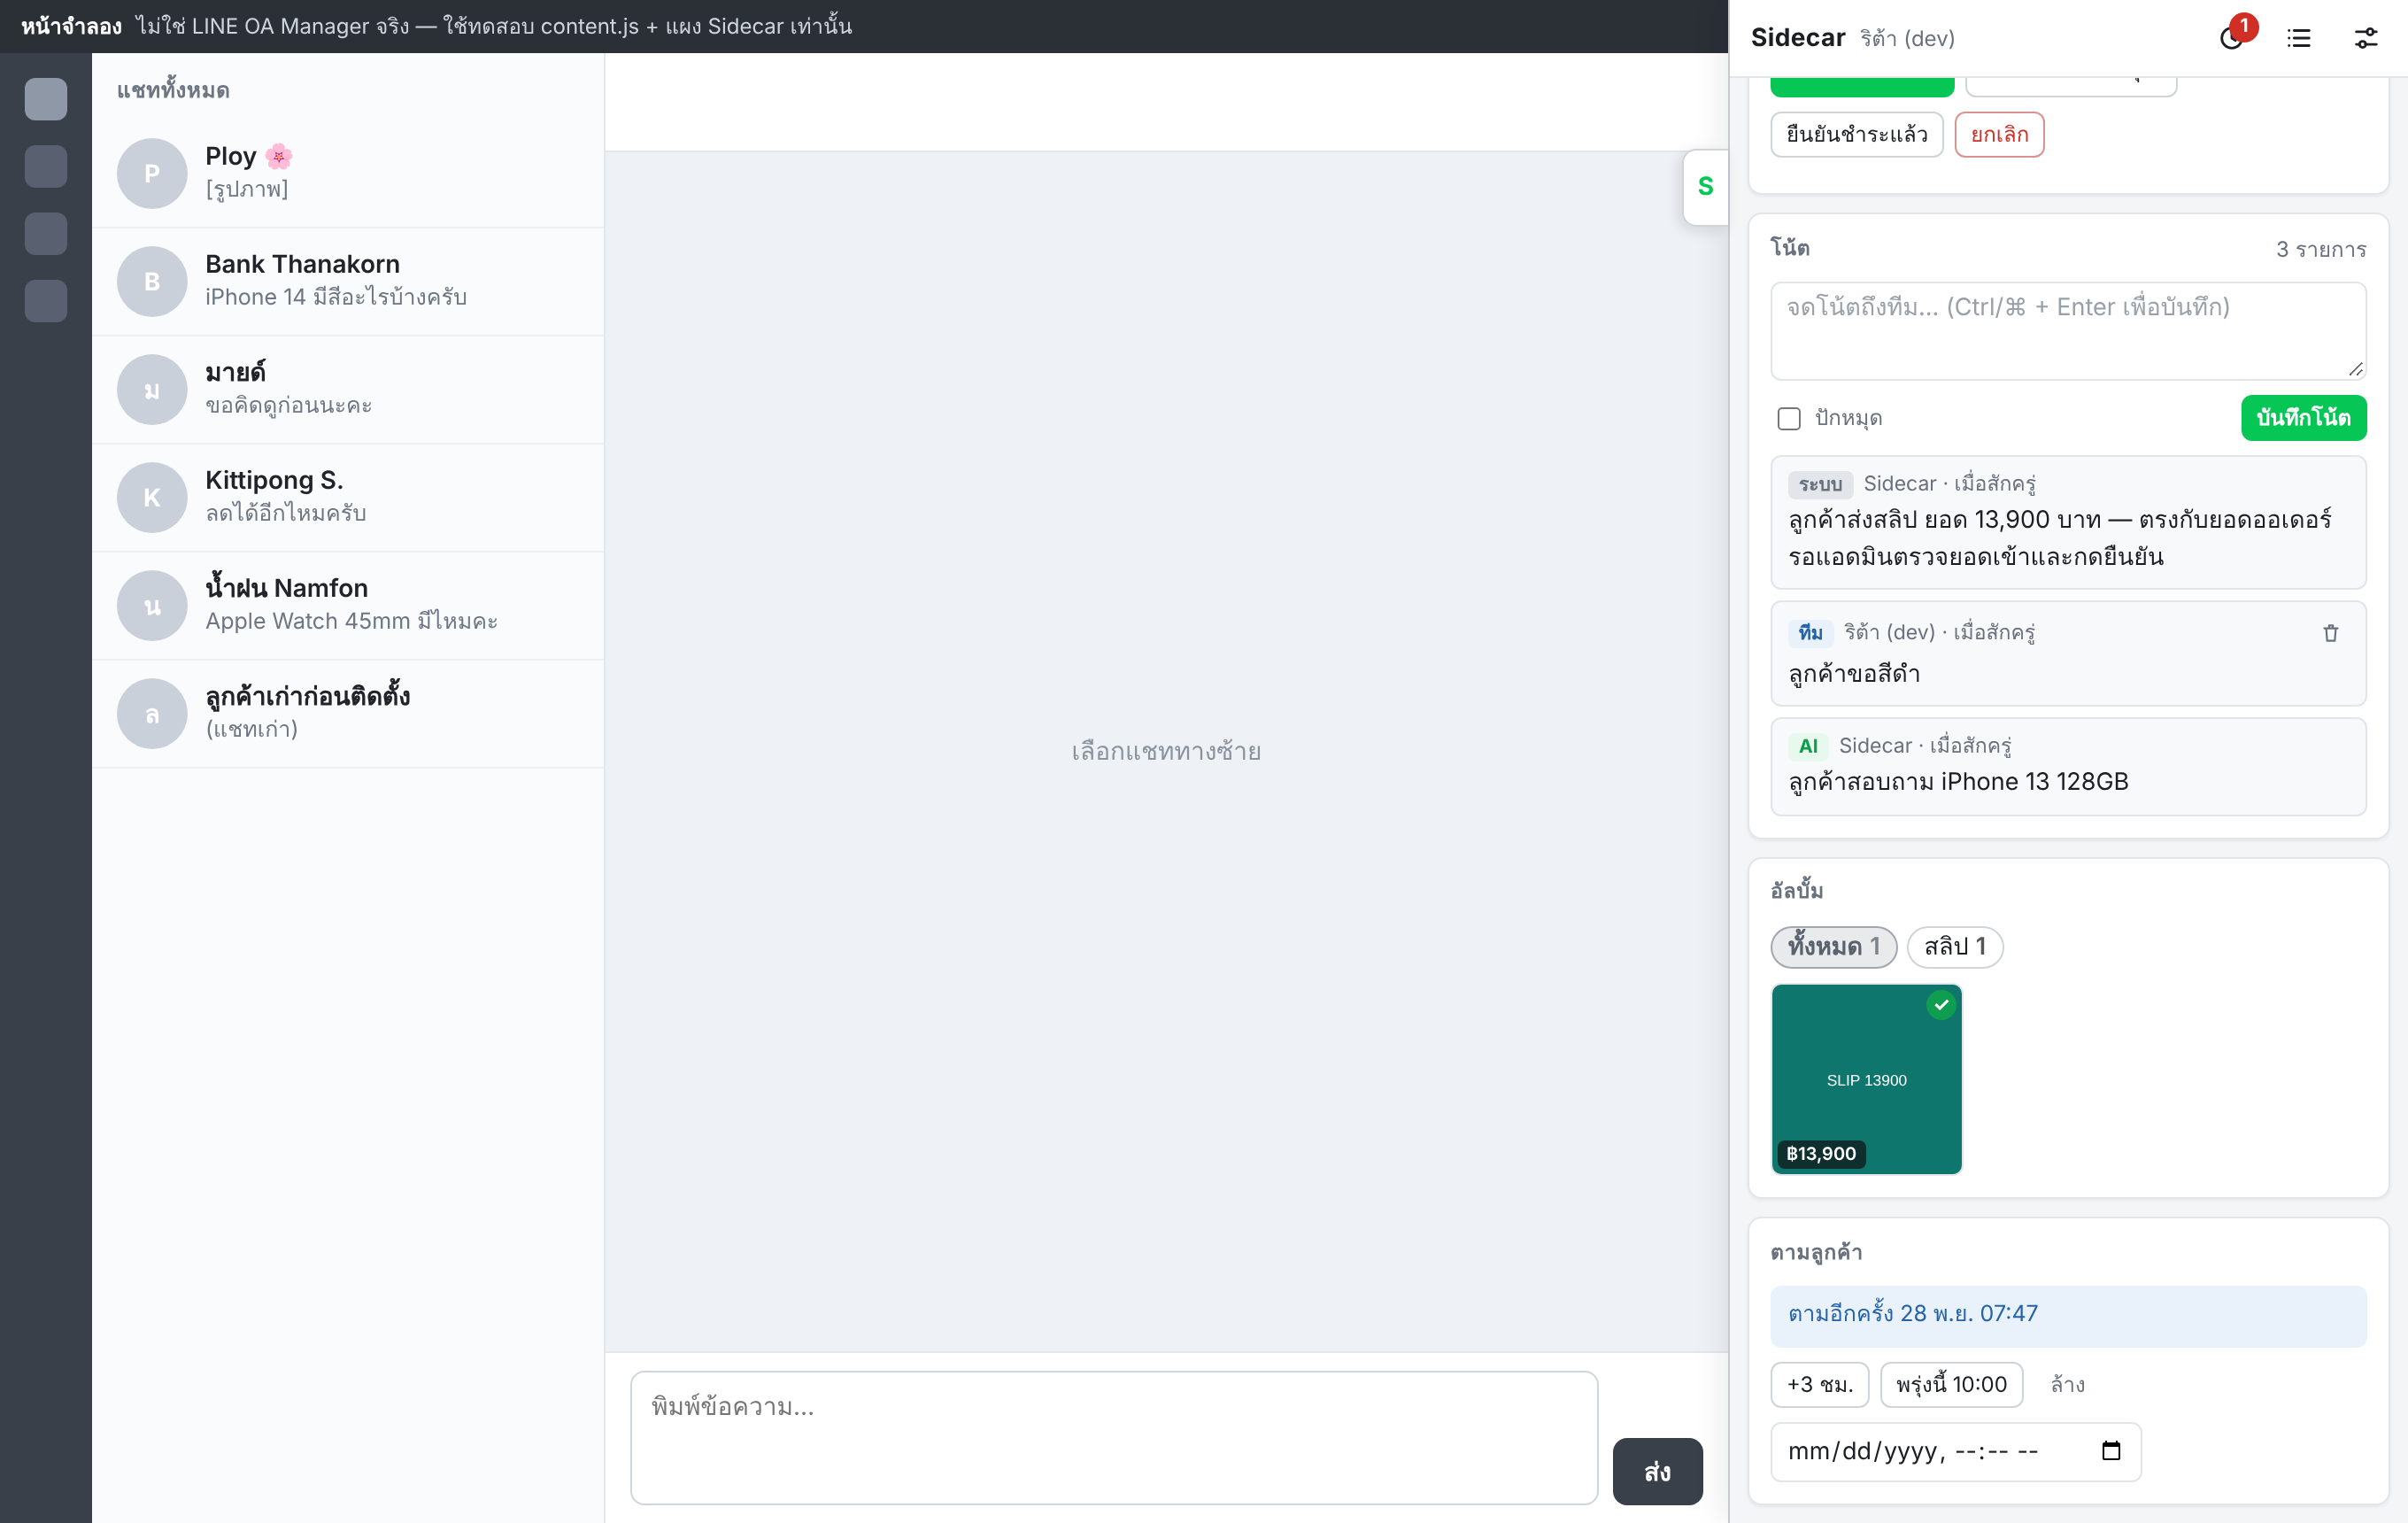 หน้าจำลอง ไม่ใช่ LINE OA Manager จริง — ใช้ทดสอบ content.js + แผง Sidecar เท่านั้น
แชททั้งหมด
P
Ploy 🌸
[รูปภาพ]
B
Bank Thanakorn
iPhone 14 มีสีอะไรบ้างครับ
ม
มายด์
ขอคิดดูก่อนนะคะ
K
Kittipong S.
ลดได้อีกไหมครับ
น
น้ำฝน Namfon
Apple Watch 45mm มีไหมคะ
ล
ลูกค้าเก่าก่อนติดตั้ง
(แชทเก่า)
เลือกแชททางซ้าย
พิมพ์ข้อความ...
ส่ง
S
Sidecar ริต้า (dev)
1
ยืนยันชำระแล้ว
ยกเลิก
โน้ต
3 รายการ
จดโน้ตถึงทีม... (Ctrl/⌘ + Enter เพื่อบันทึก)
ปักหมุด
บันทึกโน้ต
ระบบ Sidecar · เมื่อสักครู่
ลูกค้าส่งสลิป ยอด 13,900 บาท — ตรงกับยอดออเดอร์
รอแอดมินตรวจยอดเข้าและกดยืนยัน
ทีม ริต้า (dev) · เมื่อสักครู่
ลูกค้าขอสีดำ
AI Sidecar · เมื่อสักครู่
ลูกค้าสอบถาม iPhone 13 128GB
อัลบั้ม
ทั้งหมด 1
สลิป 1
SLIP 13900
฿13,900
ตามลูกค้า
ตามอีกครั้ง 28 พ.ย. 07:47
+3 ชม.
พรุ่งนี้ 10:00
ล้าง
mm/dd/yyyy, --:-- --